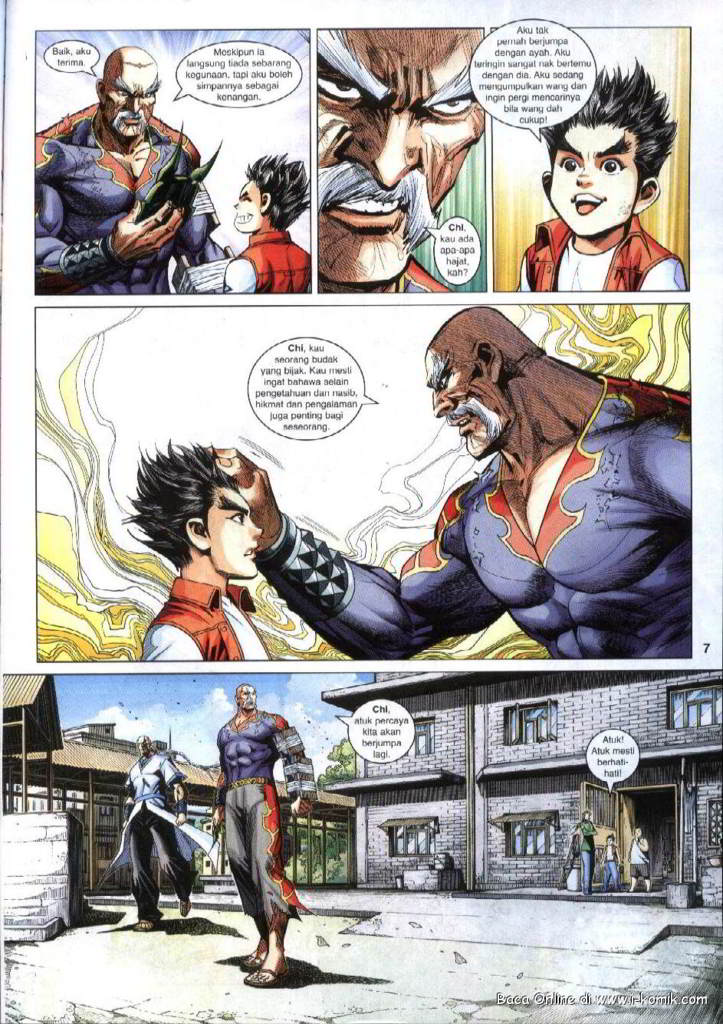 Baik, aku
terima.
Meskipun ia
langsung tiada sebarang
kegunaan, tapi aku boleh
simpannya sebagai
kenangan.
Chi,
kau ada
apa-apa
hajat,
kah?
Aku tak
pernah berjumpa
dengan ayah. Aku
teringin sangat nak bertemu
dengan dia. Aku sedang
mengumpulkan wang dan
ingin pergi mencarinya
bila wang dah
cukup!
Chi, kau
seorang budak
yang bijak. Kau mesti
ingat bahawa selain
pengetahuan dan nasib,
hikmat dan pengalaman
juga penting bagi
seseorang.
7
Chi,
atuk percaya
kita akan
berjumpa
lagi.
Atuk!
Atuk mesti
berhati-
hati!
Baca Online di www.i-komik.com